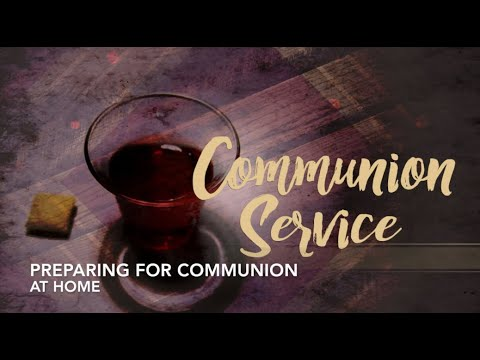 Communion
Service
PREPARING FOR COMMUNION
AT HOME